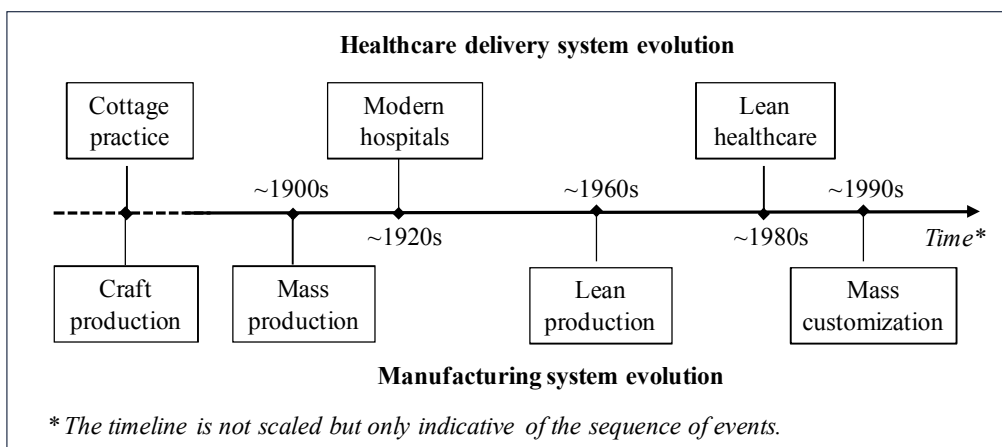 Healthcare delivery system evolution
Cottage
practice
Modern
hospitals
Lean
healthcare
~1900s
~1960s
~1990s
~1920s
~1980s
Time*
Craft
production
Mass
production
Lean
production
Mass
customization
Manufacturing system evolution
* The timeline is not scaled but only indicative of the sequence of events.